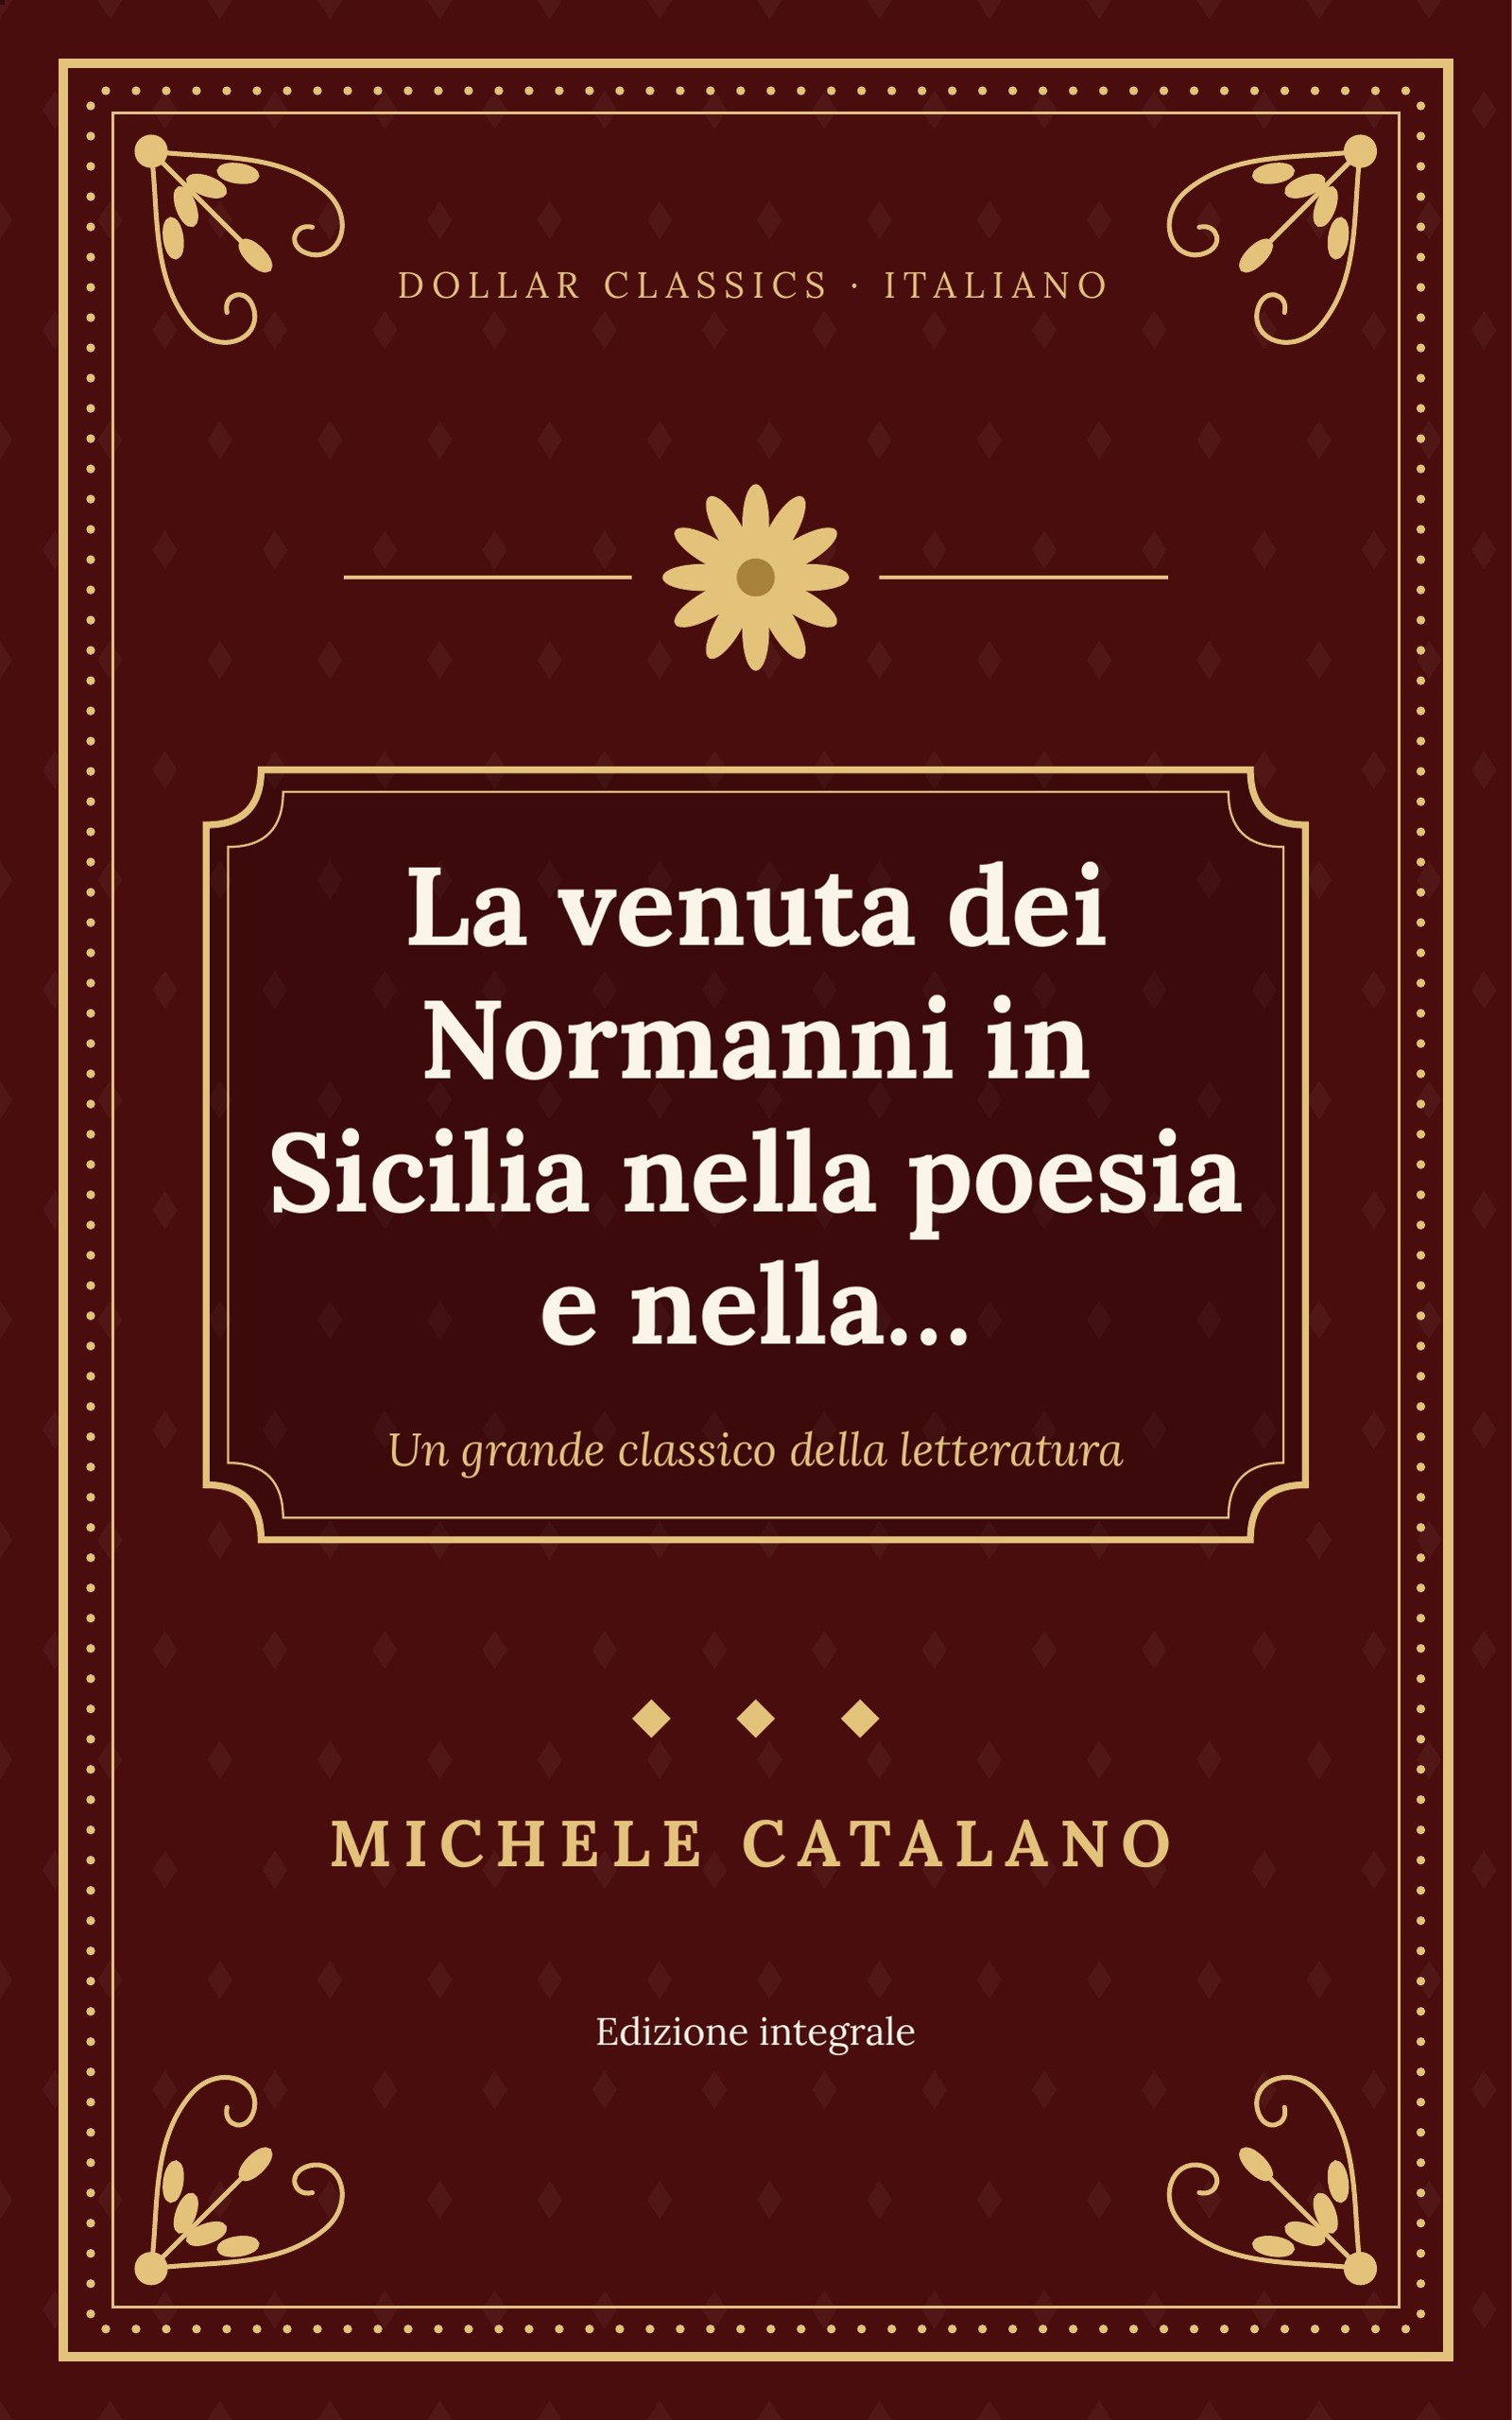 DOLLAR CLASSICS · ITALIANO
La venuta dei
Normanni in
Sicilia nella poesia
e nella...
Un grande classico della letteratura
MICHELE CATALANO
Edizione integrale